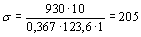 σ = 930·10 / 0,367·123,6·1 = 205